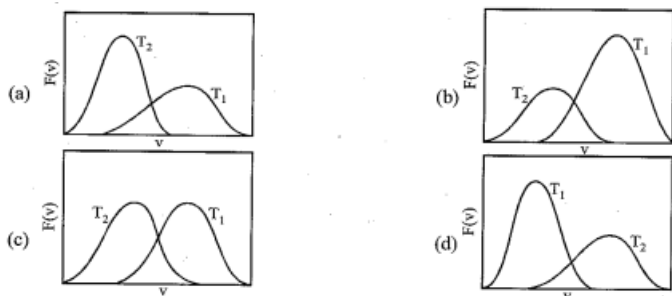 (a) F(v) T₂ T₁ v
(b) F(v) T₂ T₁ v
(c) F(v) T₂ T₁ v
(d) F(v) T₁ T₂ v